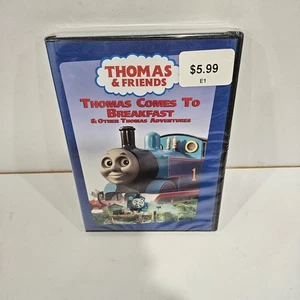 THOMAS
& FRIENDS
$5.99
E1
THOMAS COMES TO
BREAKFAST
& OTHER THOMAS ADVENTURES
1